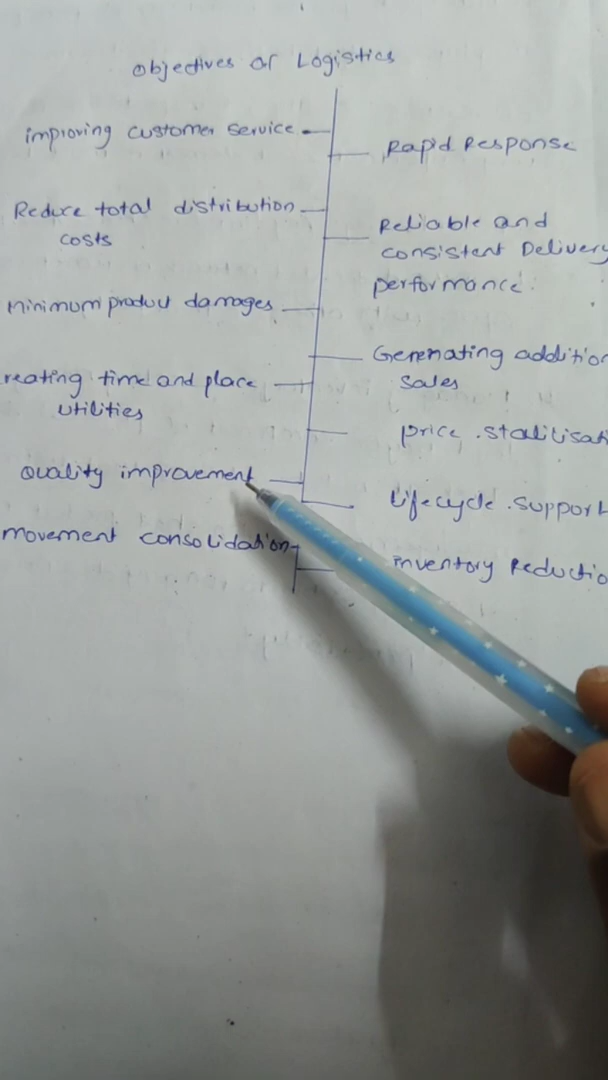 Objectives of Logistics
improving customer service
Rapid Response
Reduce total distribution
costs
Reliable and
consistent Delivery
performance.
minimum product damages
Generating addition
sales
reating time and place
utilities
price stalilisat
Quality improvement
Lifecycle support
movement consolidation
inventory Reductio